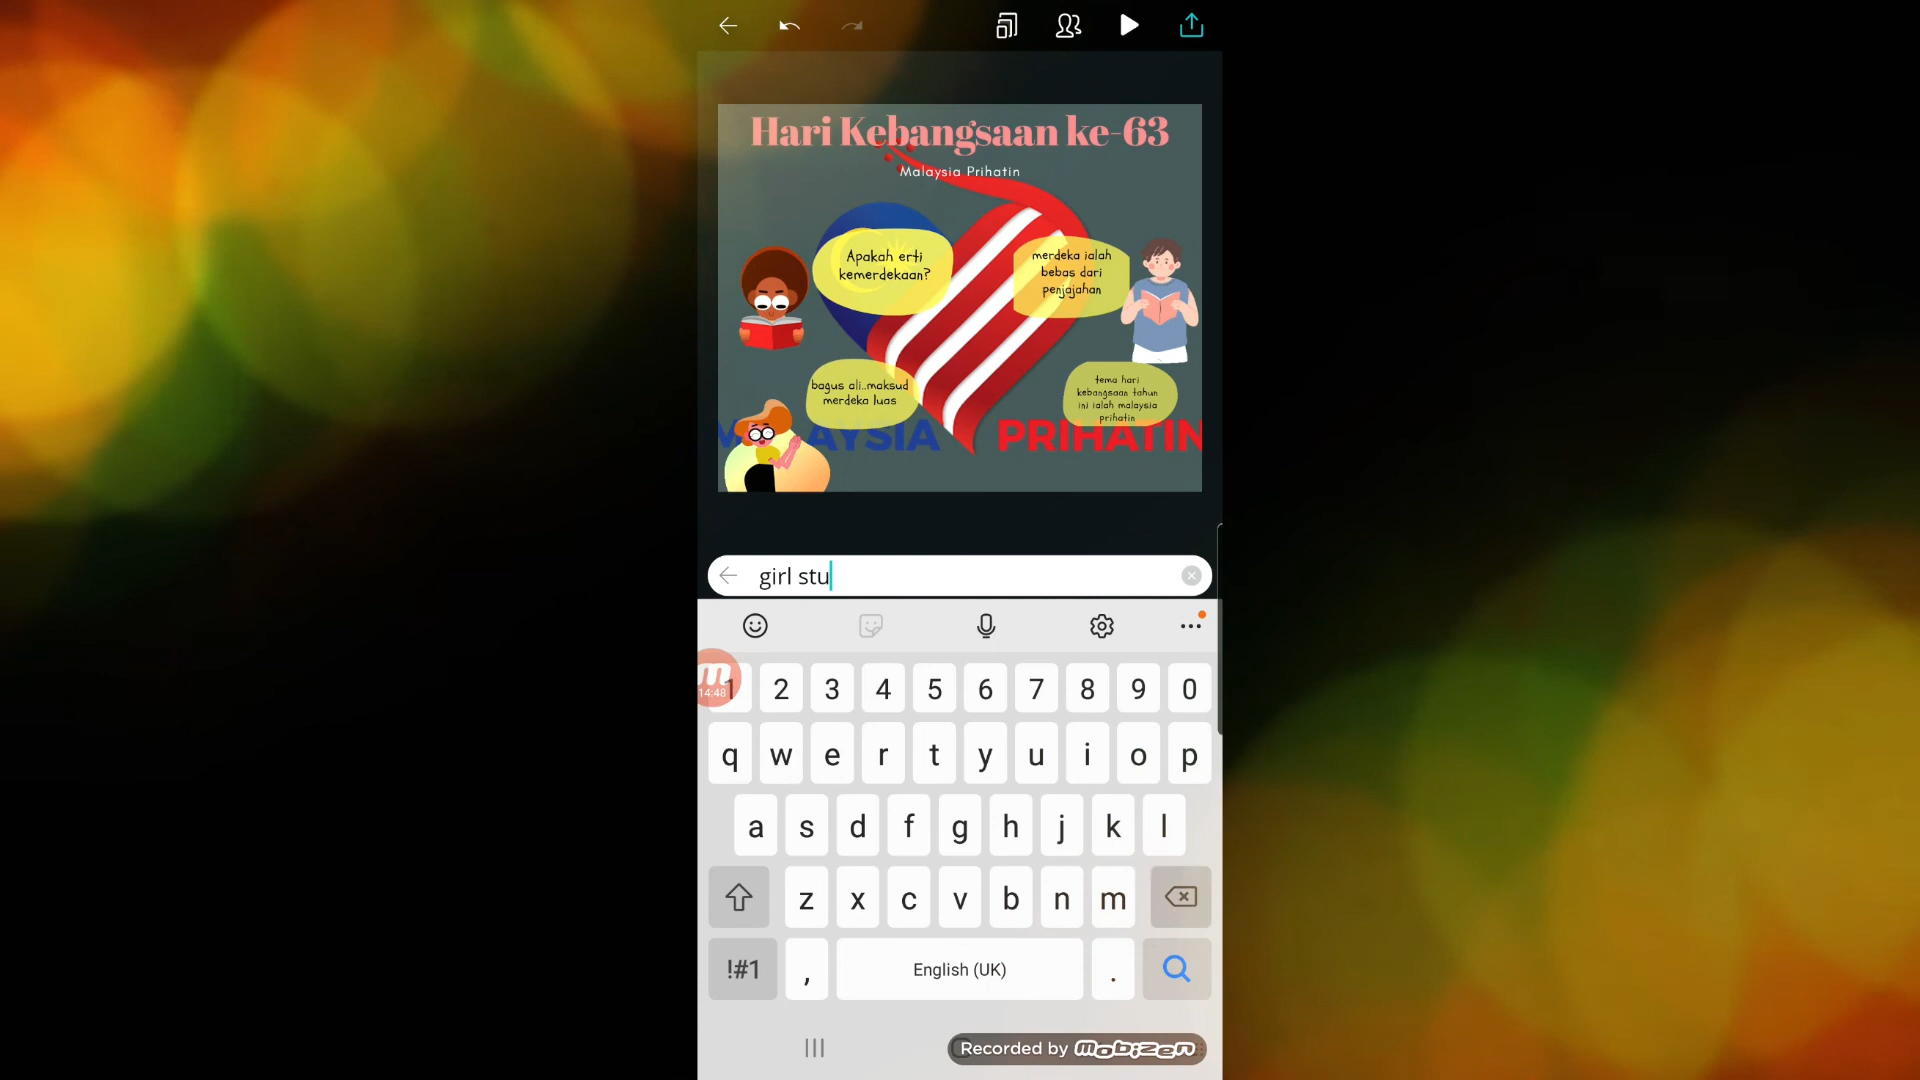 Hari Kebangsaan ke-63
Malaysia Prihatin
Apakah erti
kemerdekaan?
merdeka ialah
bebas dari
penjajahan
bagus ali..maksud
merdeka luas
tema hari
kebangsaan tahun
ini ialah malaysia
prihatin
MALAYSIA PRIHATIN
girl stu
14:48
1 2 3 4 5 6 7 8 9 0
q w e r t y u i o p
a s d f g h j k l
z x c v b n m
!#1 , English (UK) .
Recorded by mobizen